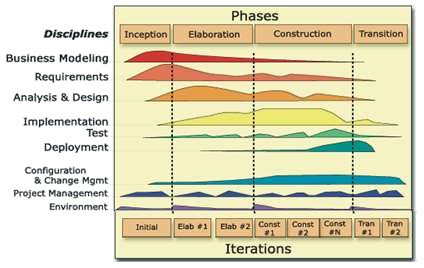 Phases
Disciplines
Inception
Elaboration
Construction
Transition
Business Modeling
Requirements
Analysis & Design
Implementation
Test
Deployment
Configuration
& Change Mgmt
Project Management
Environment
Initial
Elab #1
Elab #2
Const
#1
Const
#2
Const
#N
Tran
#1
Tran
#2
Iterations